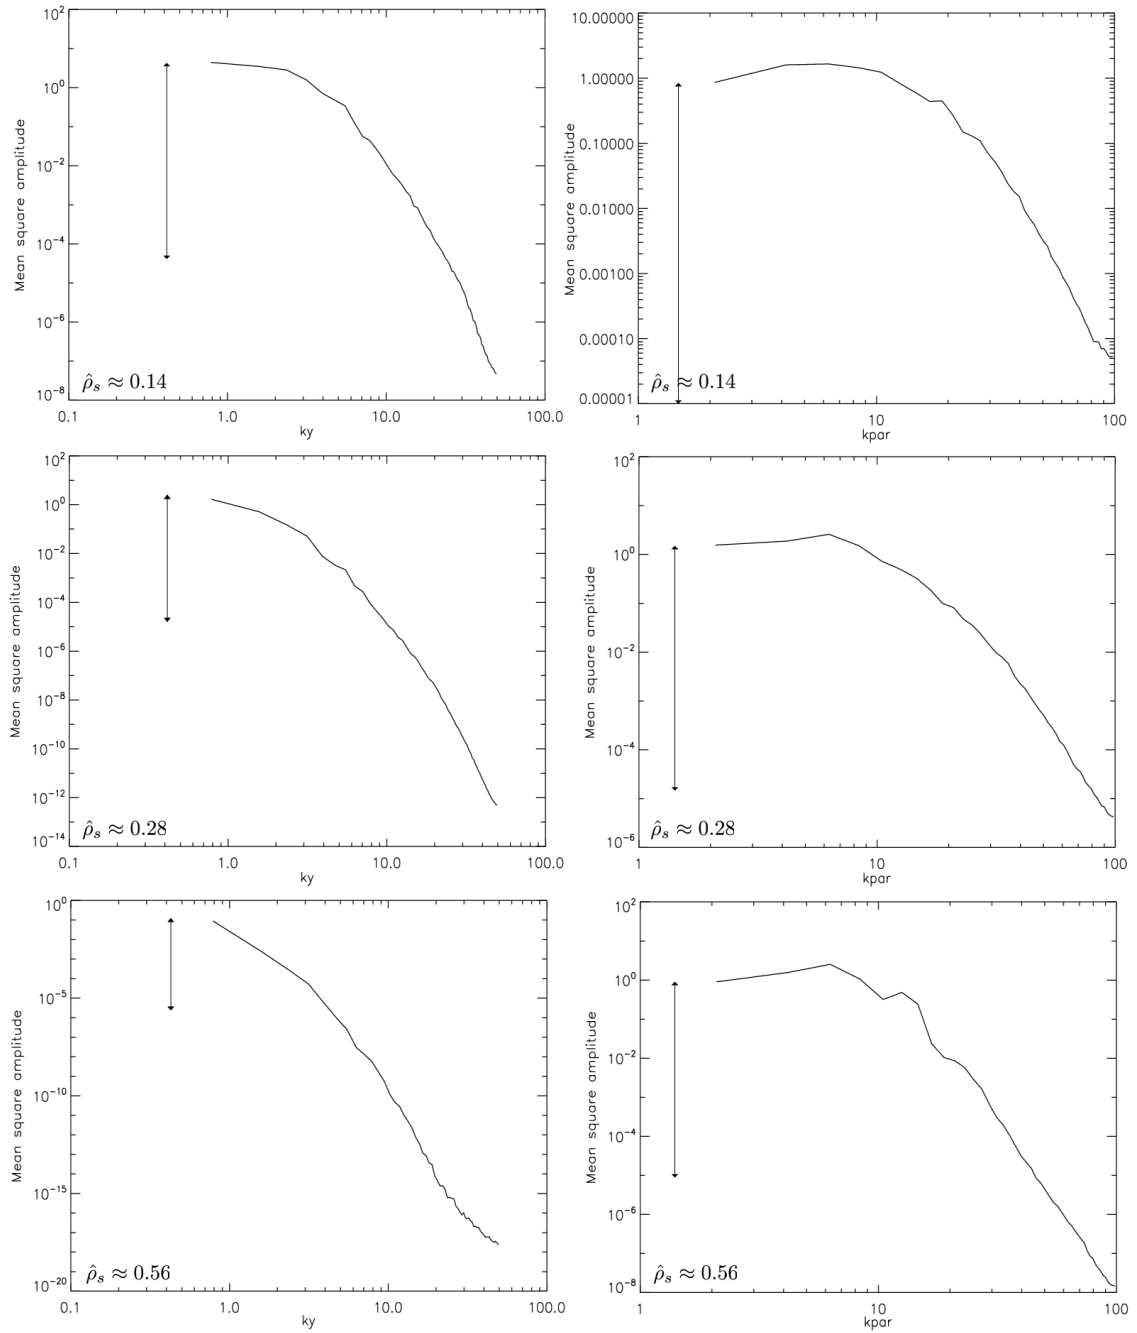 10^2
10^0
10^-2
10^-4
10^-6
10^-8
Mean square amplitude
ρ̂_s ≈ 0.14
0.1 1.0 10.0 100.0
ky
10.00000
1.00000
0.10000
0.01000
0.00100
0.00010
0.00001
Mean square amplitude
ρ̂_s ≈ 0.14
1 10 100
kpar
10^2
10^0
10^-2
10^-4
10^-6
10^-8
10^-10
10^-12
10^-14
Mean square amplitude
ρ̂_s ≈ 0.28
0.1 1.0 10.0 100.0
ky
10^2
10^0
10^-2
10^-4
10^-6
Mean square amplitude
ρ̂_s ≈ 0.28
1 10 100
kpar
10^0
10^-5
10^-10
10^-15
10^-20
Mean square amplitude
ρ̂_s ≈ 0.56
0.1 1.0 10.0 100.0
ky
10^2
10^0
10^-2
10^-4
10^-6
10^-8
Mean square amplitude
ρ̂_s ≈ 0.56
1 10 100
kpar